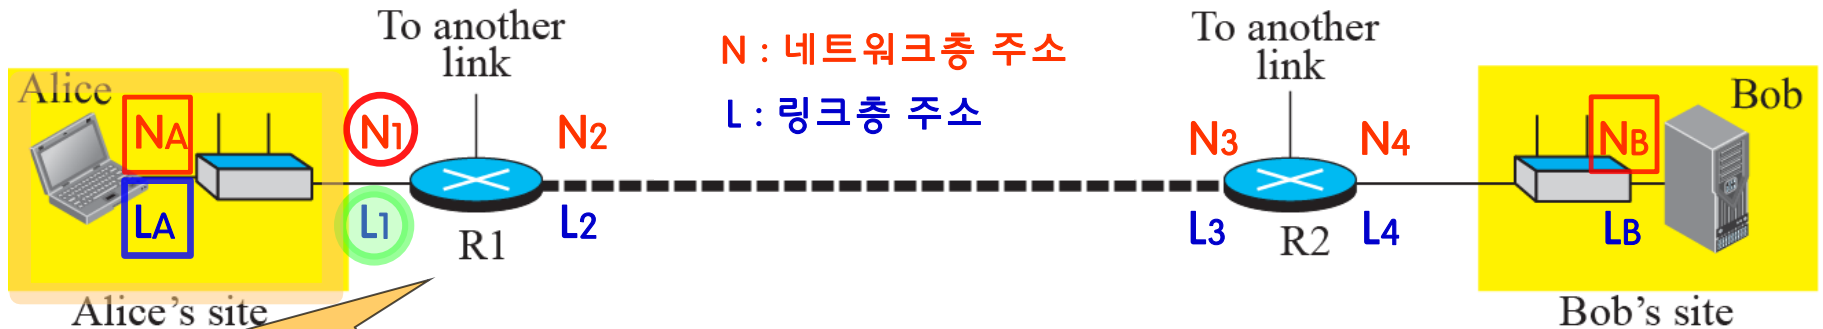 To another
link
N : 네트워크층 주소
L : 링크층 주소
To another
link
Alice
NA
N1
N2
N3
N4
NB
Bob
LA
L1
R1
L2
L3
R2
L4
LB
Alice's site
Bob's site